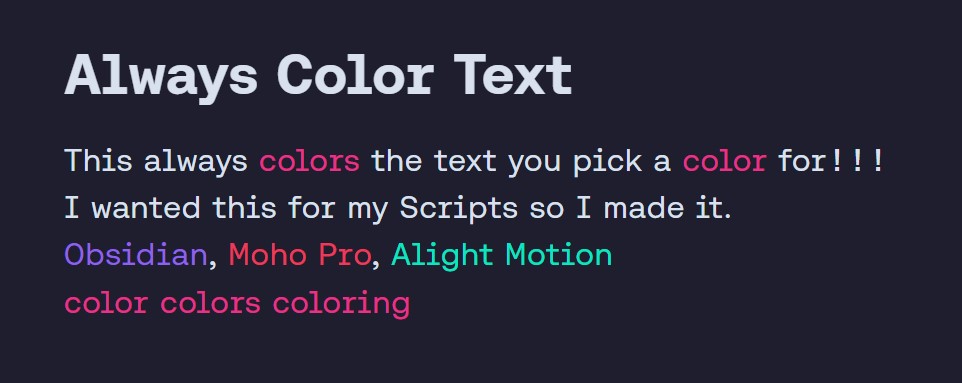 Always Color Text
This always colors the text you pick a color for!!!
I wanted this for my Scripts so I made it.
Obsidian, Moho Pro, Alight Motion
color colors coloring